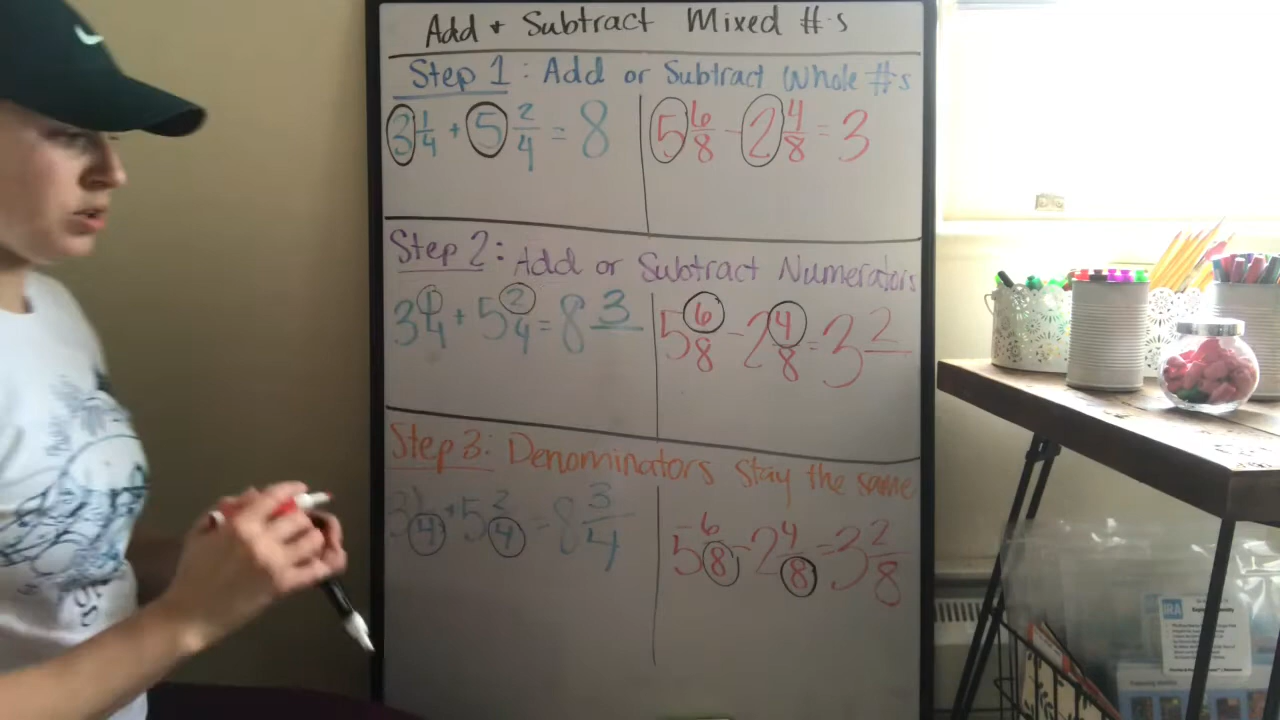 Add + Subtract Mixed #'s
Step 1: Add or Subtract Whole #'s
3 1/4 + 5 2/4 = 8
5 6/8 - 2 4/8 = 3
Step 2: Add or Subtract Numerators
3 1/4 + 5 2/4 = 8 3/
5 6/8 - 2 4/8 = 3 2/
Step 3: Denominators stay the same
3 1/4 + 5 2/4 = 8 3/4
5 6/8 - 2 4/8 = 3 2/8
IRA